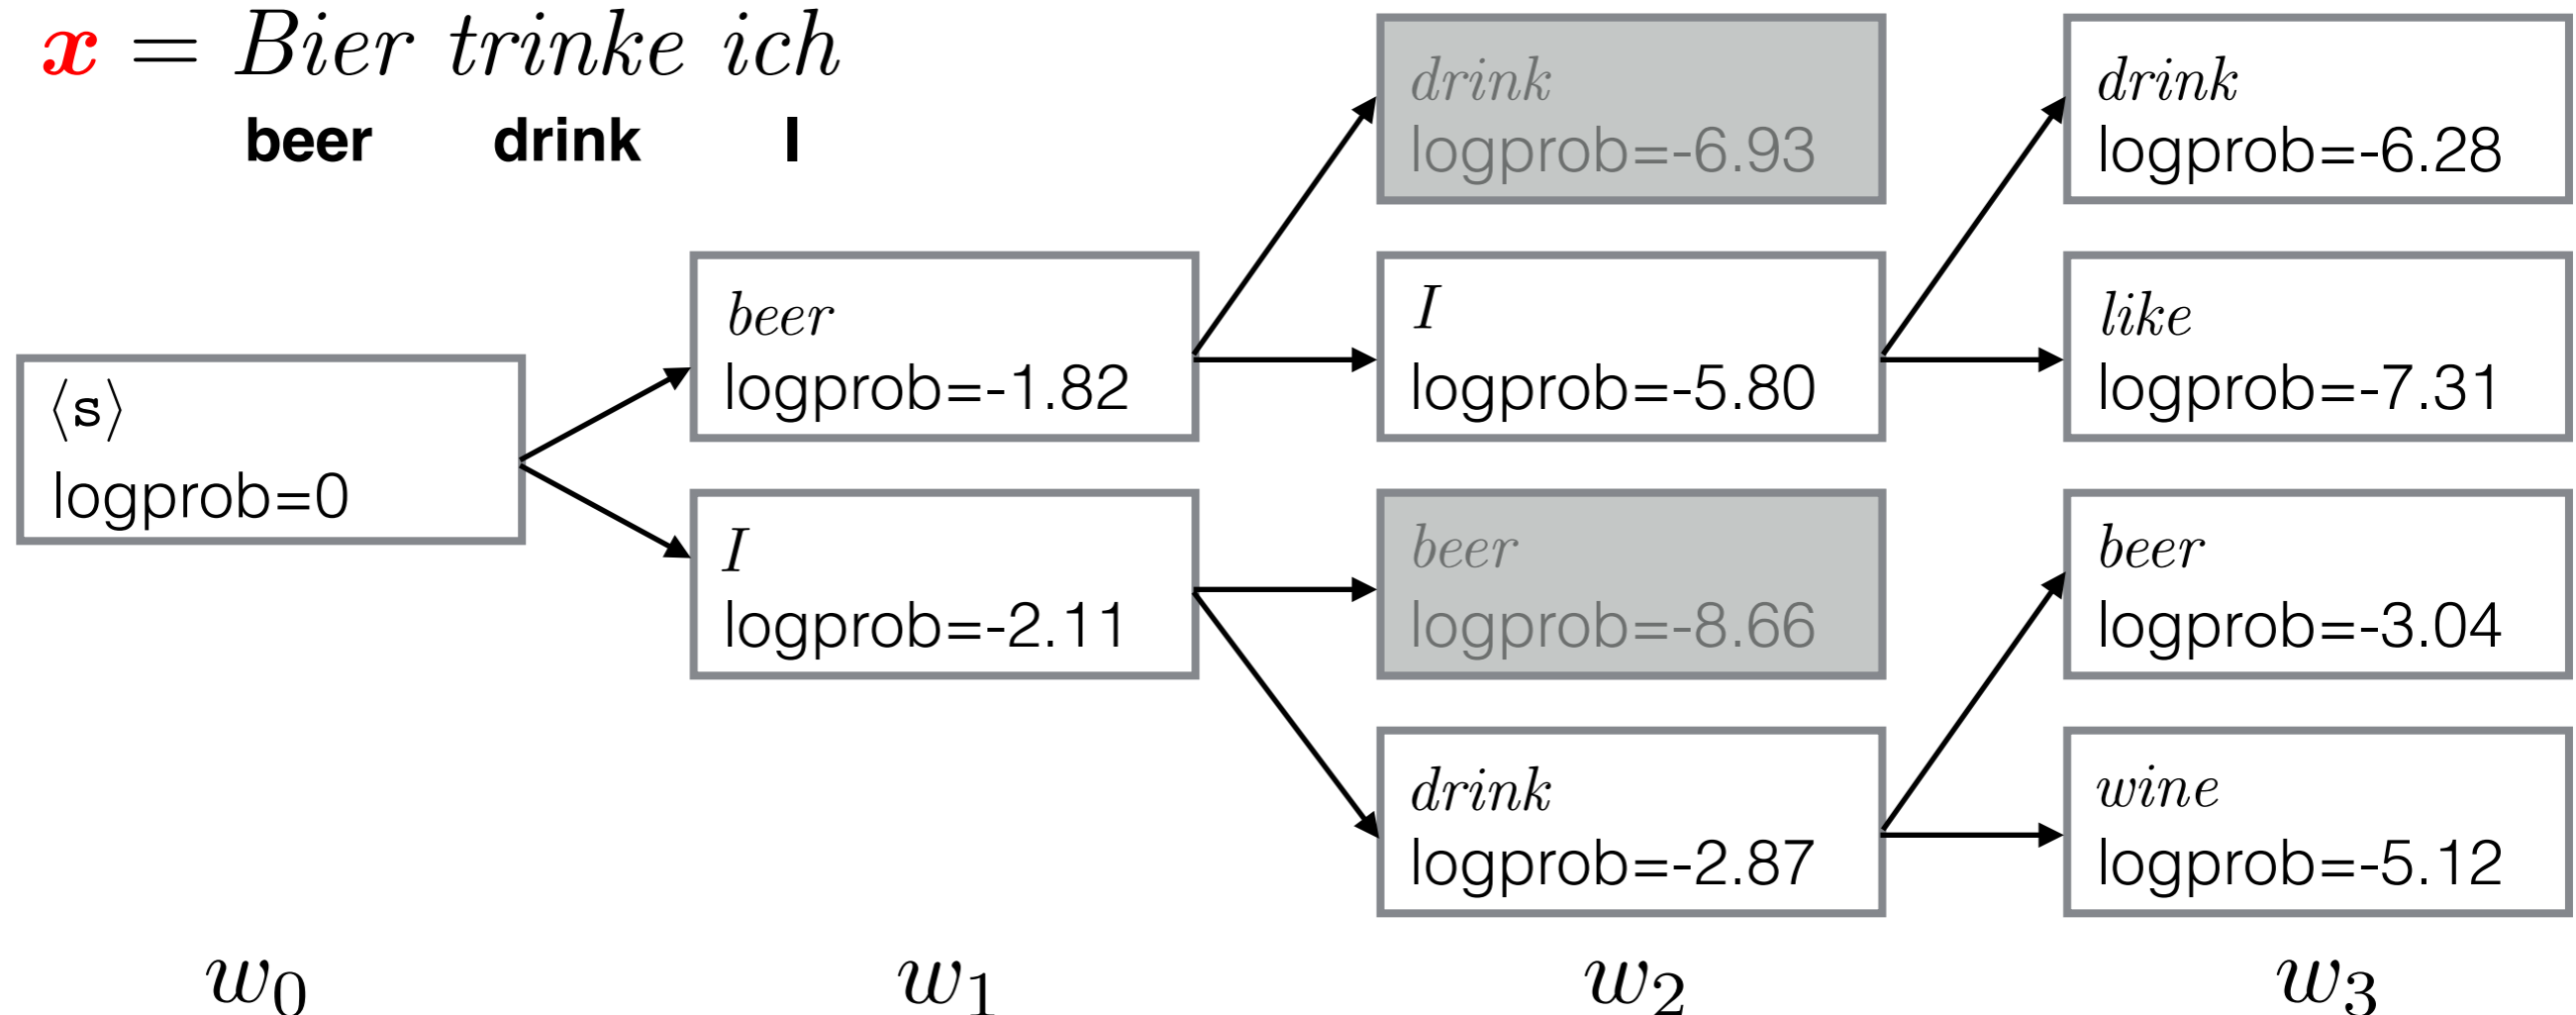 x = Bier trinke ich
beer drink I
⟨s⟩
logprob=0
beer
logprob=-1.82
I
logprob=-2.11
drink
logprob=-6.93
I
logprob=-5.80
beer
logprob=-8.66
drink
logprob=-2.87
drink
logprob=-6.28
like
logprob=-7.31
beer
logprob=-3.04
wine
logprob=-5.12
w₀ w₁ w₂ w₃